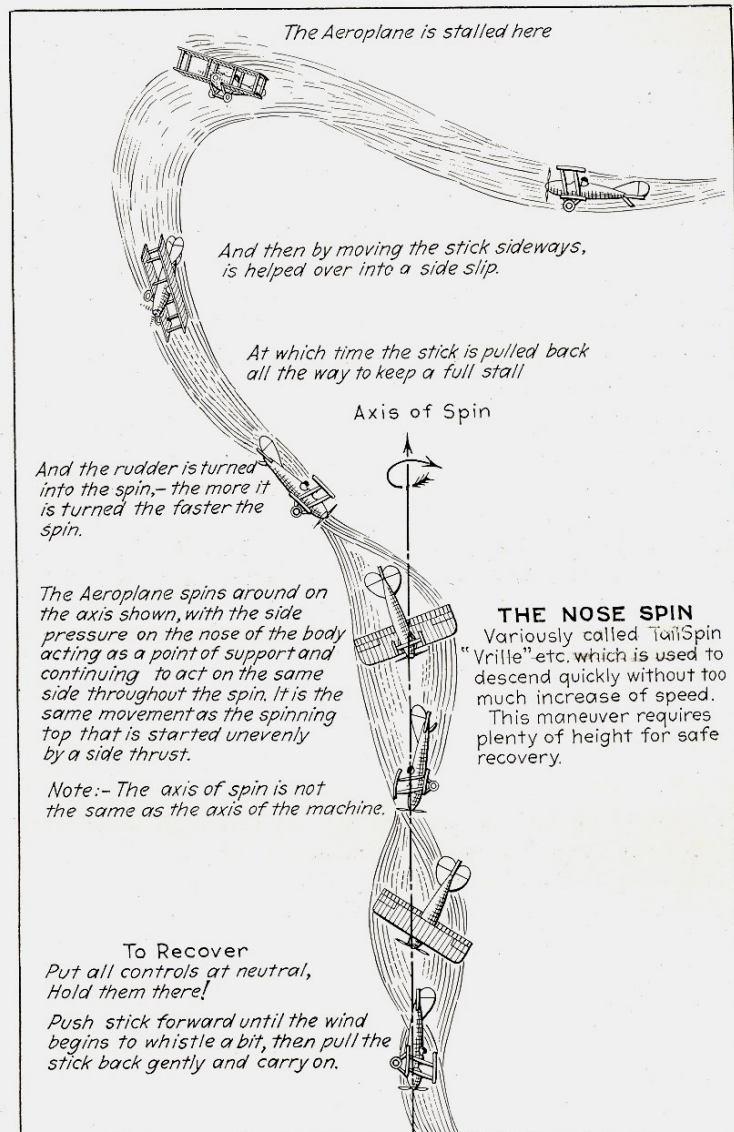 The Aeroplane is stalled here
And then by moving the stick sideways,
is helped over into a side slip.
At which time the stick is pulled back
all the way to keep a full stall
Axis of Spin
And the rudder is turned
into the spin,- the more it
is turned the faster the
spin.
The Aeroplane spins around on
the axis shown, with the side
pressure on the nose of the body
acting as a point of support and
continuing to act on the same
side throughout the spin. It is the
same movement as the spinning
top that is started unevenly
by a side thrust.
Note:- The axis of spin is not
the same as the axis of the machine.
THE NOSE SPIN
Variously called TailSpin
"Vrille" etc. which is used to
descend quickly without too
much increase of speed.
This maneuver requires
plenty of height for safe
recovery.
To Recover
Put all controls at neutral,
Hold them there!
Push stick forward until the wind
begins to whistle a bit, then pull the
stick back gently and carry on.